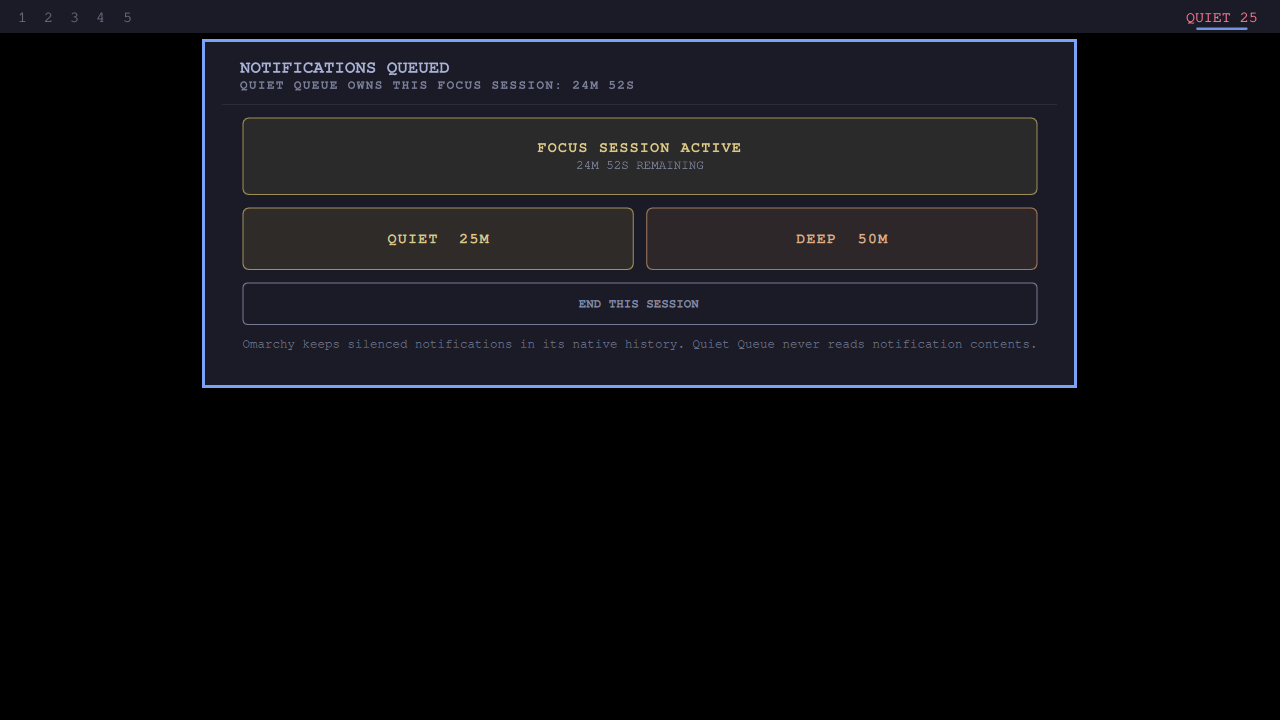 1 2 3 4 5
QUIET 25
NOTIFICATIONS QUEUED
QUIET QUEUE OWNS THIS FOCUS SESSION: 24M 52S
FOCUS SESSION ACTIVE
24M 52S REMAINING
QUIET 25M
DEEP 50M
END THIS SESSION
Omarchy keeps silenced notifications in its native history. Quiet Queue never reads notification contents.